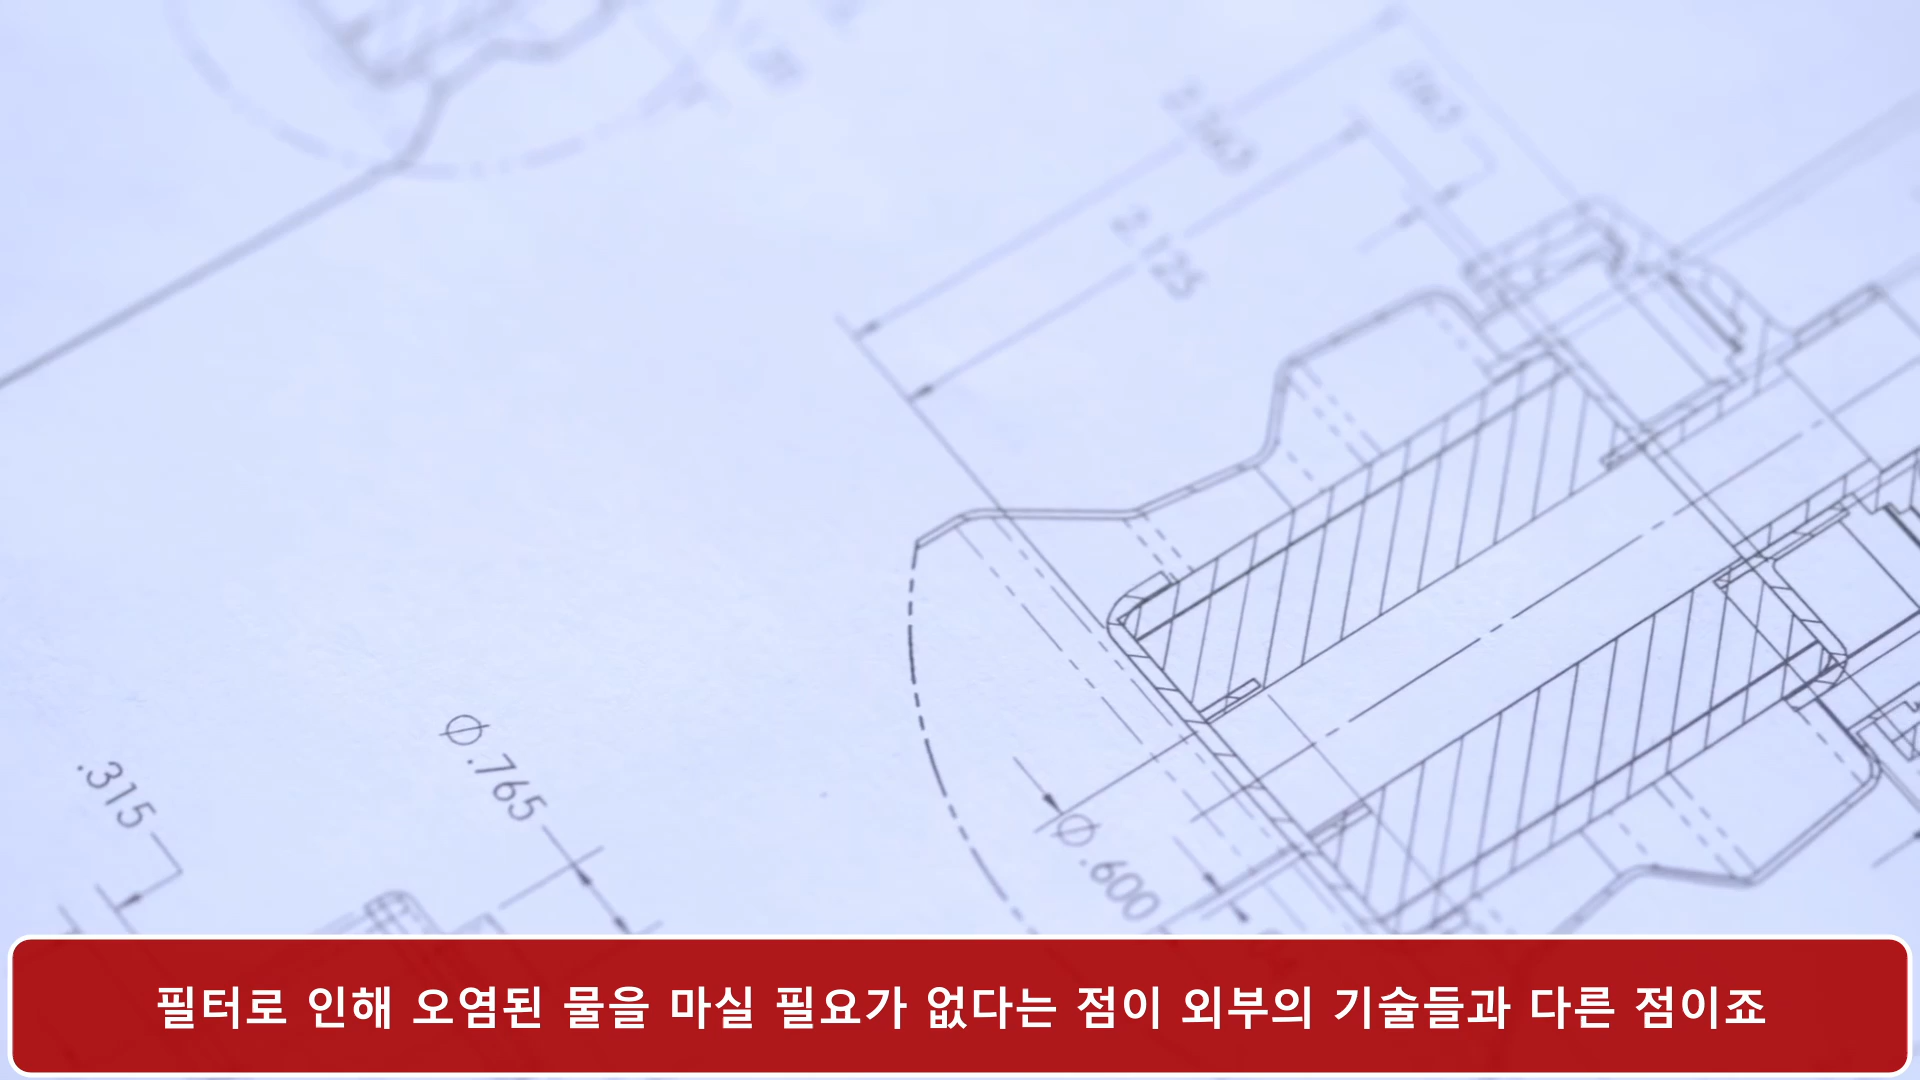 2.125
Ø .765
.315
Ø .600
필터로 인해 오염된 물을 마실 필요가 없다는 점이 외부의 기술들과 다른 점이죠